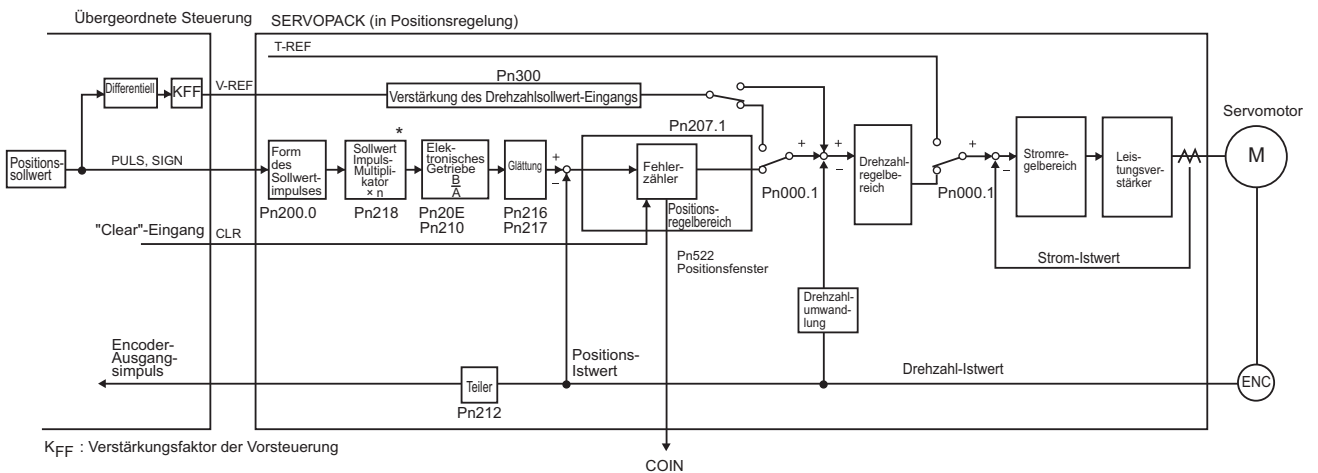 Übergeordnete Steuerung
SERVOPACK (in Positionsregelung)
T-REF
Differentiell
KFF
V-REF
Pn300
Verstärkung des Drehzahlsollwert-Eingangs
Pn207.1
Servomotor
Positions-
sollwert
PULS, SIGN
Form
des
Sollwert-
impulses
Pn200.0
*
Sollwert
Impuls-
Multipli-
kator
× n
Pn218
Elek-
tronisches
Getriebe
B
A
Pn20E
Pn210
Glättung
Pn216
Pn217
+
–
Fehler-
zähler
Positions-
regelbereich
+
Pn000.1
+
–
Drehzahl-
regelbe-
reich
+
Pn000.1
–
Stromre-
gelbereich
Leis-
tungsver-
stärker
M
"Clear"-Eingang
CLR
Pn522
Positionsfenster
Strom-Istwert
Drehzahl-
umwand-
lung
Encoder-
Ausgang-
simpuls
Teiler
Pn212
Positions-
Istwert
Drehzahl-Istwert
ENC
KFF : Verstärkungsfaktor der Vorsteuerung
COIN